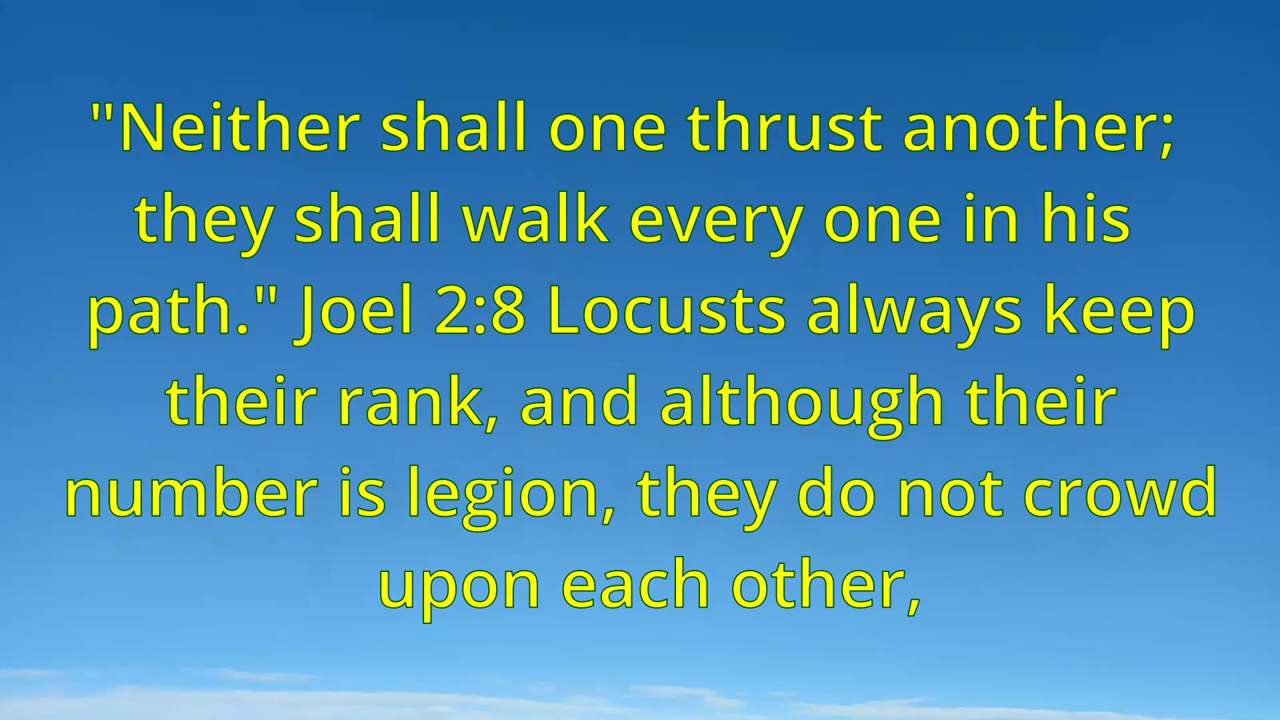 "Neither shall one thrust another;
they shall walk every one in his
path." Joel 2:8 Locusts always keep
their rank, and although their
number is legion, they do not crowd
upon each other,